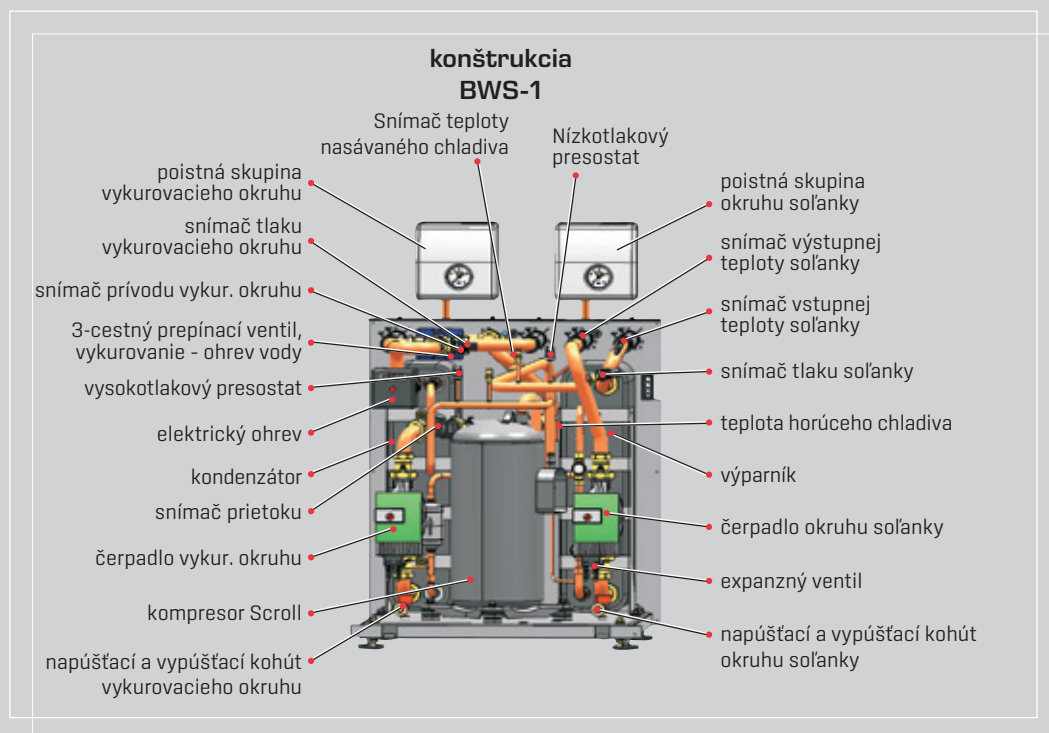 konštrukcia
BWS-1
Snímač teploty
nasávaného chladiva
Nízkotlakový
presostat
poistná skupina
vykurovacieho okruhu
snímač tlaku
vykurovacieho okruhu
snímač prívodu vykur. okruhu
3-cestný prepínací ventil,
vykurovanie - ohrev vody
vysokotlakový presostat
elektrický ohrev
kondenzátor
snímač prietoku
čerpadlo vykur. okruhu
kompresor Scroll
napúšťací a vypúšťací kohút
vykurovacieho okruhu
poistná skupina
okruhu soľanky
snímač výstupnej
teploty soľanky
snímač vstupnej
teploty soľanky
snímač tlaku soľanky
teplota horúceho chladiva
výparník
čerpadlo okruhu soľanky
expanzný ventil
napúšťací a vypúšťací kohút
okruhu soľanky